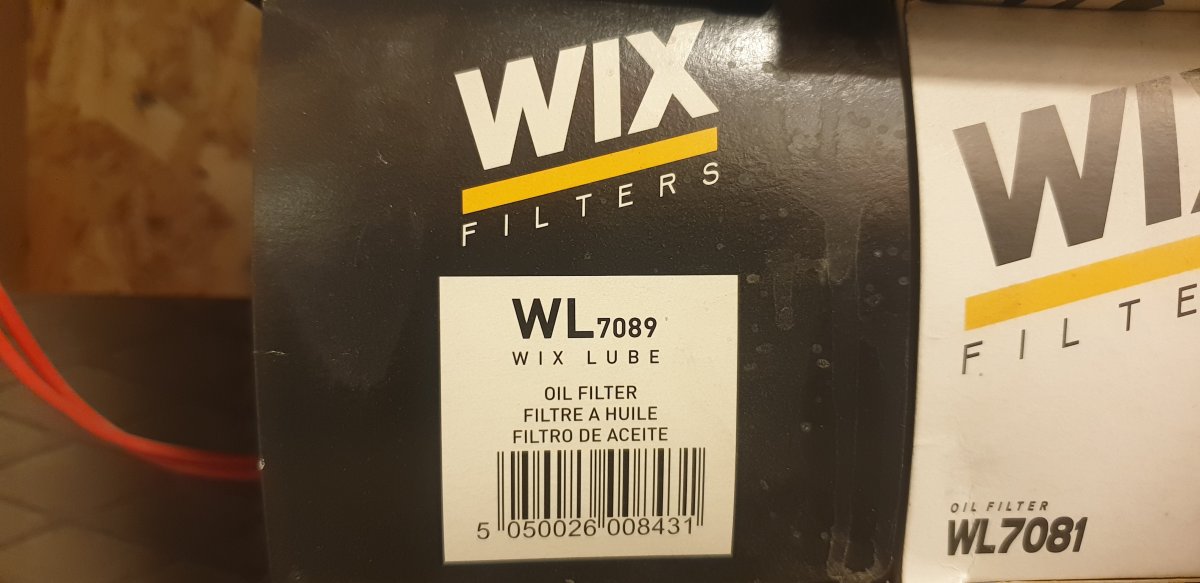 WIX
FILTERS
WL7089
WIX LUBE
OIL FILTER
FILTRE A HUILE
FILTRO DE ACEITE
5 050026 008431
WIX
FILTE
OIL FILTER
WL7081